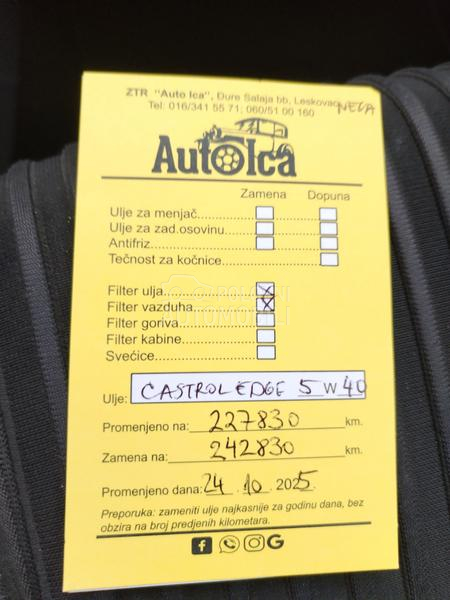 ZTR "Auto Ica", Đure Salaja bb, Leskovac
NECA
Tel: 016/341 55 71; 060/51 00 160
AutoIca
Zamena Dopuna
Ulje za menjač
Ulje za zad.osovinu
Antifriz
Tečnost za kočnice
Filter ulja
Filter vazduha
Filter goriva
Filter kabine
Svećice
Ulje: CASTROL EDGE 5 W 40
Promenjeno na: 227830 km.
Zamena na: 242830 km.
Promenjeno dana: 24 . 10 . 2025.
Preporuka: zameniti ulje najkasnije za godinu dana, bez
obzira na broj predjenih kilometara.